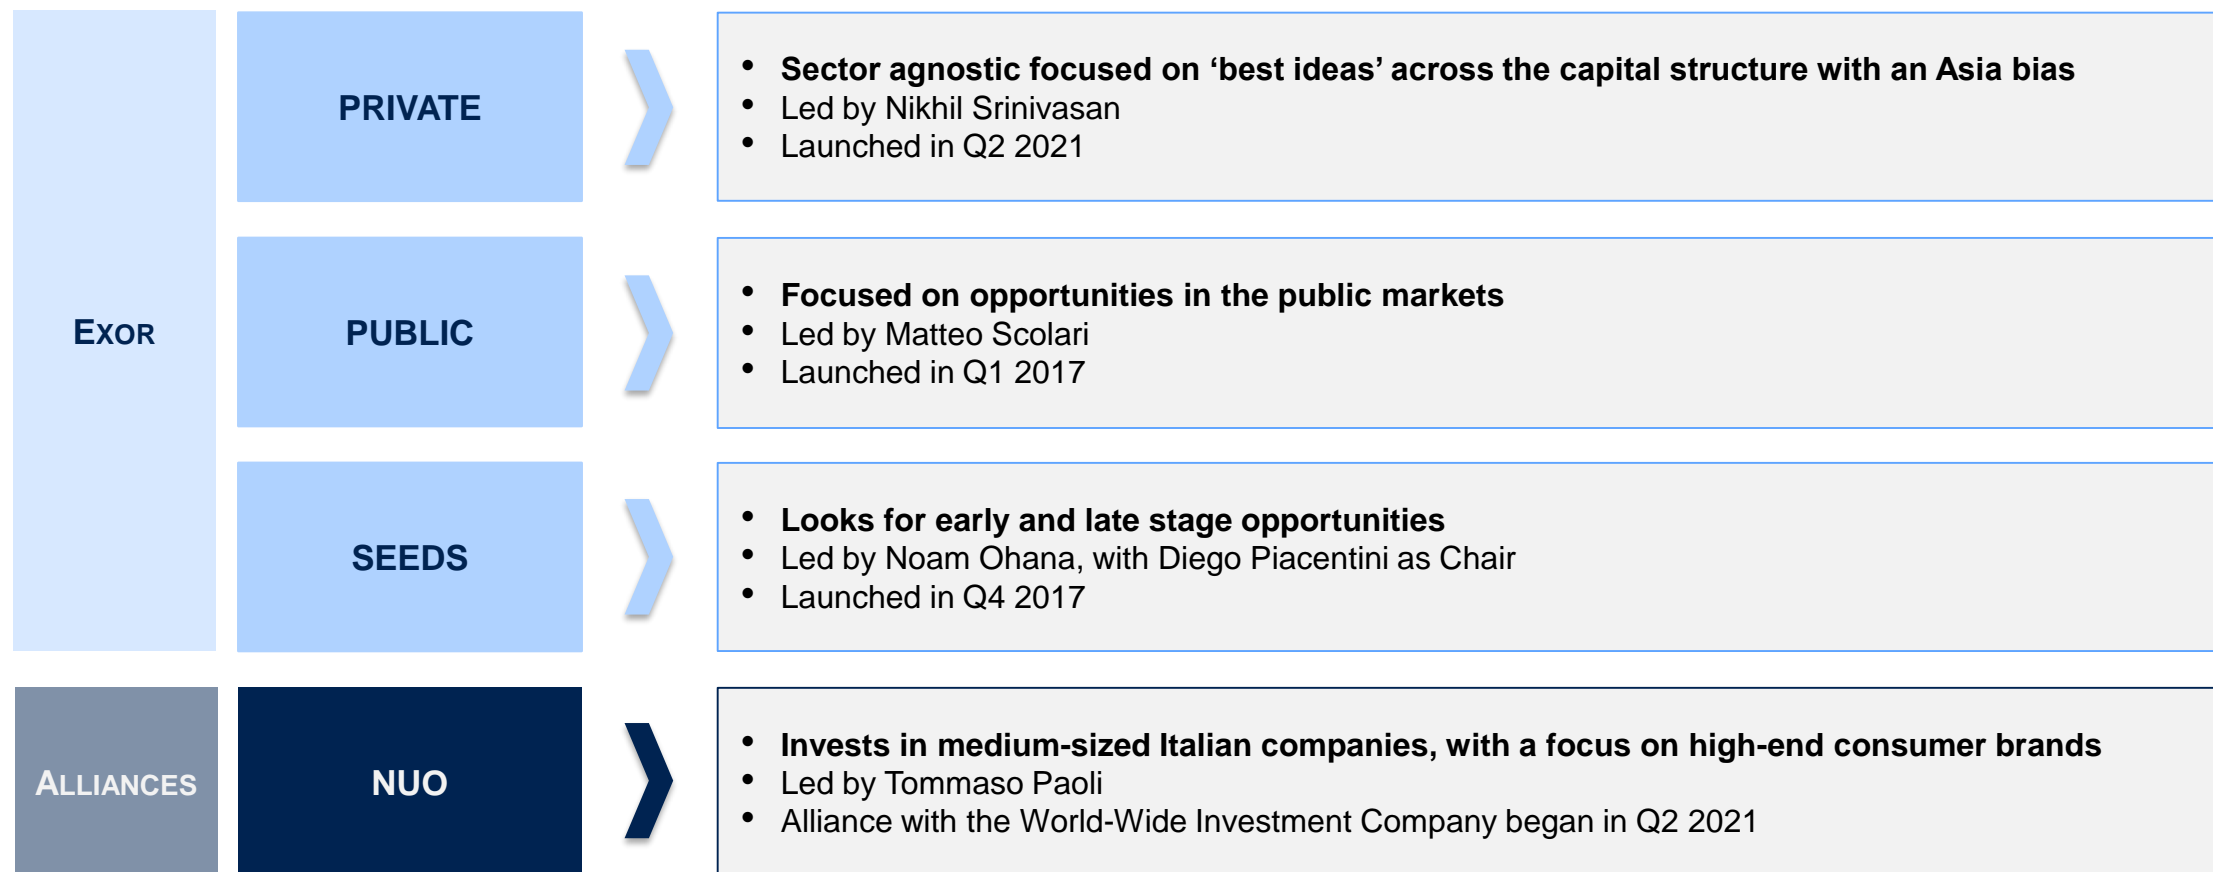 EXOR
PRIVATE
• Sector agnostic focused on ‘best ideas’ across the capital structure with an Asia bias
• Led by Nikhil Srinivasan
• Launched in Q2 2021
PUBLIC
• Focused on opportunities in the public markets
• Led by Matteo Scolari
• Launched in Q1 2017
SEEDS
• Looks for early and late stage opportunities
• Led by Noam Ohana, with Diego Piacentini as Chair
• Launched in Q4 2017
ALLIANCES
NUO
• Invests in medium-sized Italian companies, with a focus on high-end consumer brands
• Led by Tommaso Paoli
• Alliance with the World-Wide Investment Company began in Q2 2021